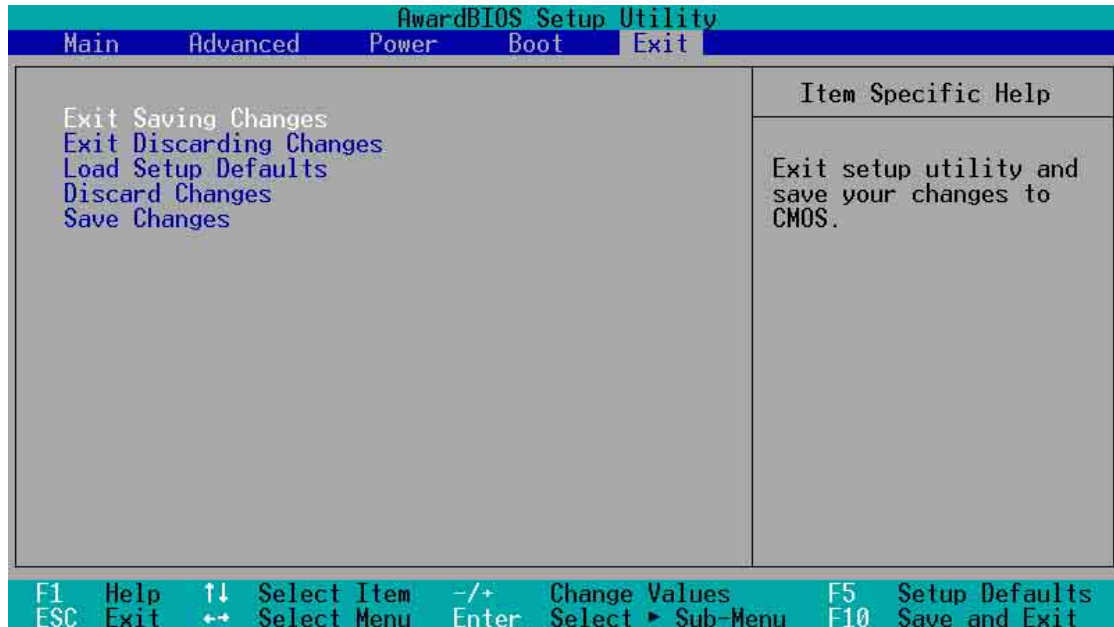 AwardBIOS Setup Utility
Main Advanced Power Boot Exit
Exit Saving Changes
Exit Discarding Changes
Load Setup Defaults
Discard Changes
Save Changes
Item Specific Help
Exit setup utility and
save your changes to
CMOS.
F1 Help ↑↓ Select Item -/+ Change Values F5 Setup Defaults
ESC Exit ←→ Select Menu Enter Select ► Sub-Menu F10 Save and Exit